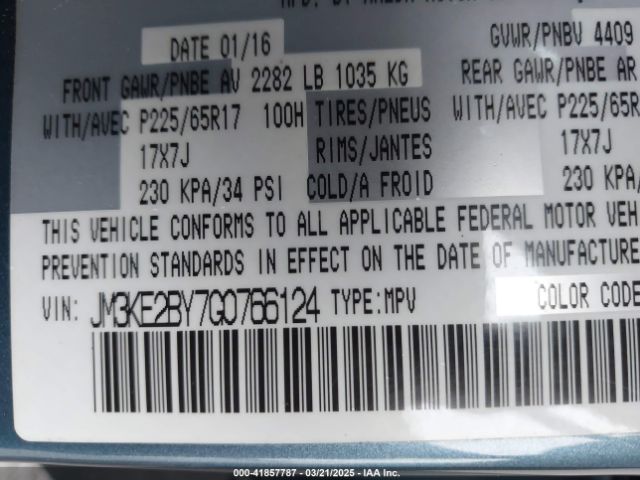 DATE 01/16
GVWR/PNBV 4409
FRONT GAWR/PNBE AV 2282 LB 1035 KG
REAR GAWR/PNBE AR
WITH/AVEC P225/65R17 100H TIRES/PNEUS WITH/AVEC P225/65R
17X7J RIMS/JANTES 17X7J
230 KPA/34 PSI COLD/A FROID 230 KPA/
THIS VEHICLE CONFORMS TO ALL APPLICABLE FEDERAL MOTOR VEH
PREVENTION STANDARDS IN EFFECT ON THE DATE OF MANUFACTURE
VIN: JM3KE2BY7G0766124 TYPE:MPV COLOR CODE
000-41857787 - 03/21/2025 - IAA Inc.